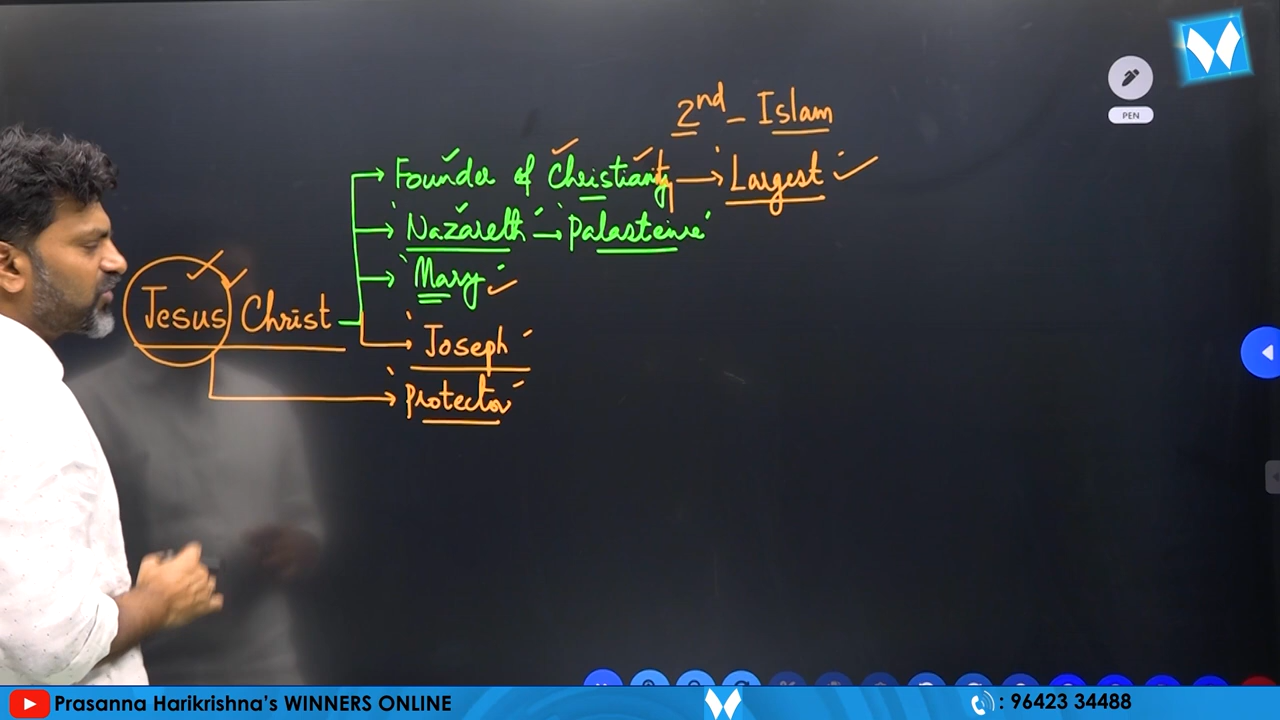 2nd - Islam
Founder of Christianity → Largest
Nazareth → Palasteine
Mary
Jesus Christ
Joseph
Protector
PEN
Prasanna Harikrishna's WINNERS ONLINE
: 96423 34488